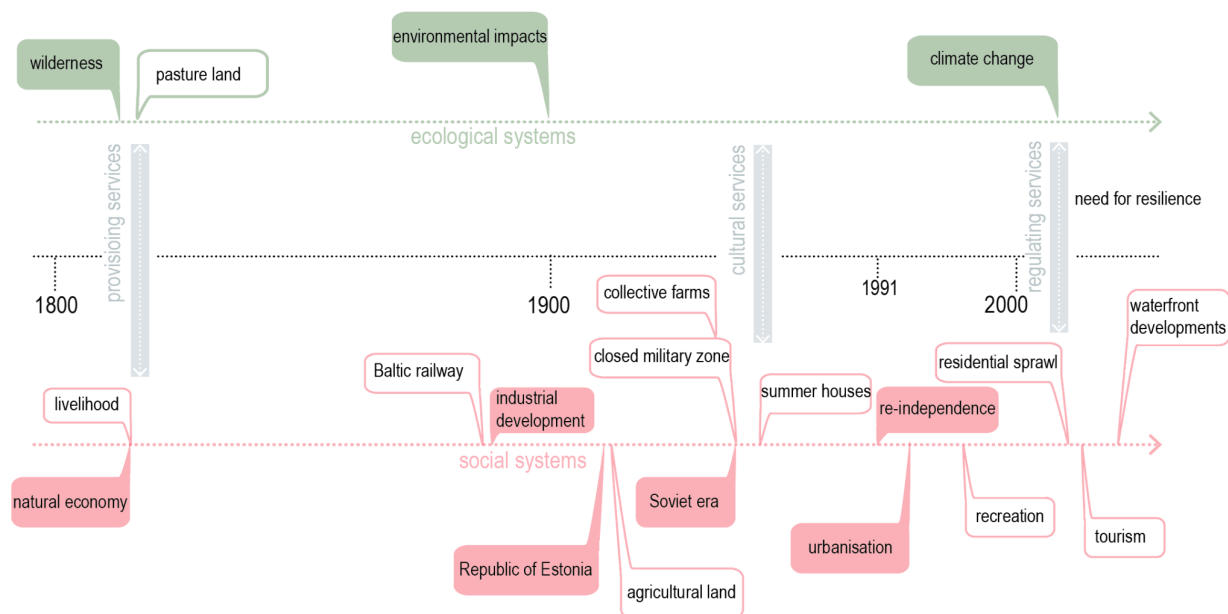 environmental impacts
wilderness
pasture land
climate change
ecological systems
provisioing services
cultural services
regulating services
need for resilience
1800
1900
1991
2000
collective farms
closed military zone
waterfront
developments
Baltic railway
industrial
development
residential sprawl
livelihood
summer houses
re-independence
social systems
natural economy
Soviet era
recreation
tourism
urbanisation
Republic of Estonia
agricultural land